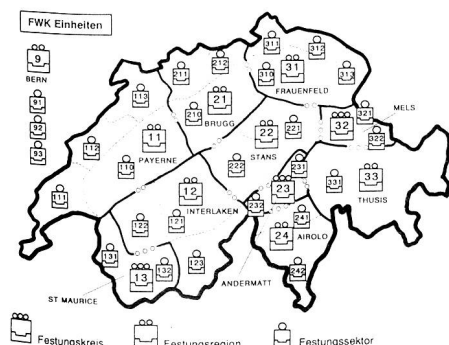 FWK Einheiten
9
BERN
91
92
93
311
312
212
211
310
31
313
113
FRAUENFELD
21
210
BRUGG
321
MELS
11
32
112
22
221
322
PAYERNE
STANS
110
222
231
33
12
23
331
111
232
THUSIS
INTERLAKEN
241
122
121
24
AIROLO
131
132
123
13
242
ST MAURICE
ANDERMATT
Festungskreis
Festungsregion
Festungssektor